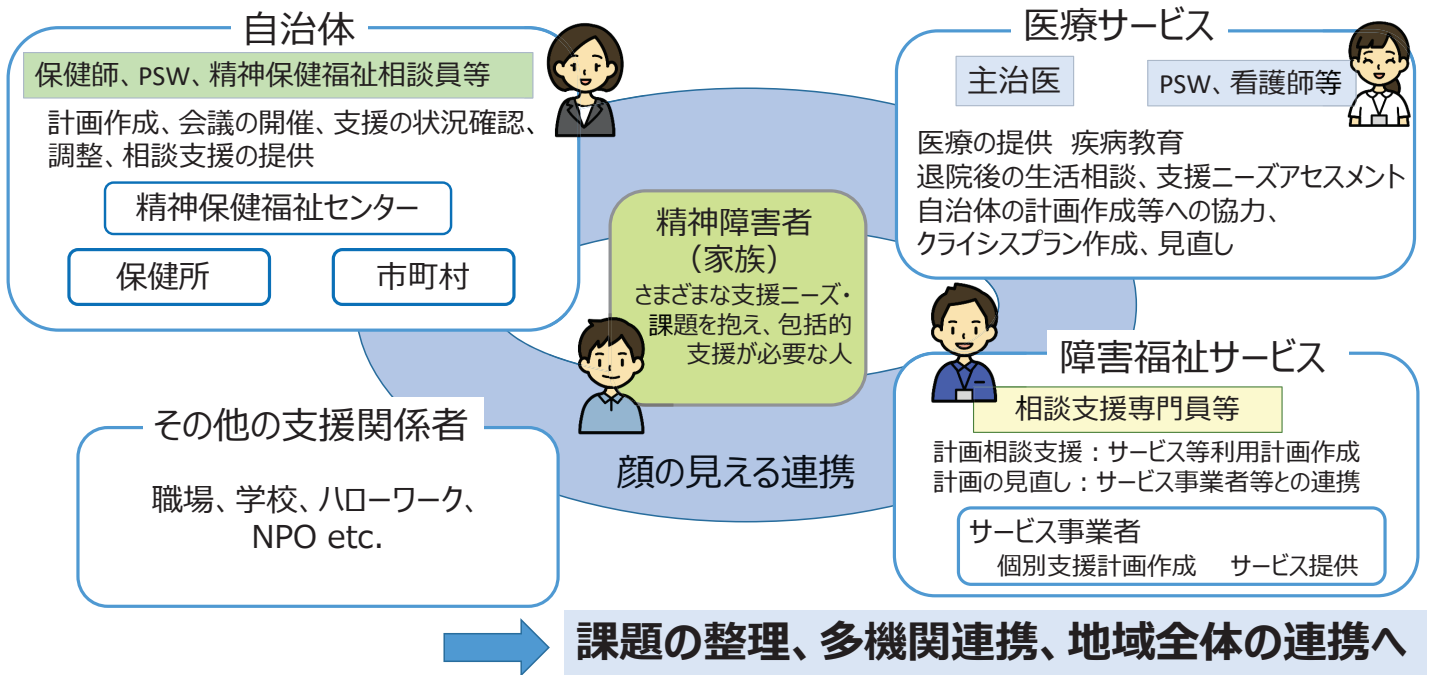 自治体
保健師、PSW、精神保健福祉相談員等
計画作成、会議の開催、支援の状況確認、
調整、相談支援の提供
精神保健福祉センター
保健所
市町村
医療サービス
主治医
PSW、看護師等
医療の提供 疾病教育
退院後の生活相談、支援ニーズアセスメント
自治体の計画作成等への協力、
クライシスプラン作成、見直し
精神障害者
（家族）
さまざまな支援ニーズ・
課題を抱え、包括的
支援が必要な人
顔の見える連携
その他の支援関係者
職場、学校、ハローワーク、
NPO etc.
障害福祉サービス
相談支援専門員等
計画相談支援：サービス等利用計画作成
計画の見直し：サービス事業者等との連携
サービス事業者
個別支援計画作成 サービス提供
課題の整理、多機関連携、地域全体の連携へ